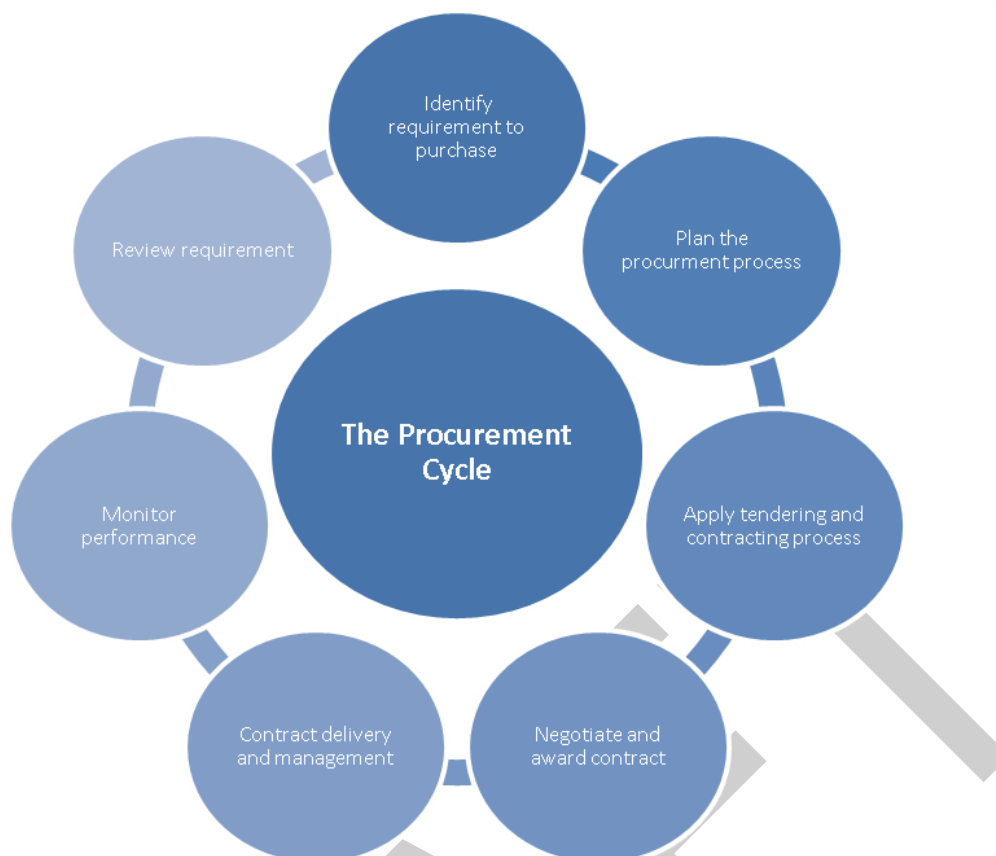 Identify
requirement to
purchase
Plan the
procurment process
Apply tendering and
contracting process
Negotiate and
award contract
Contract delivery
and management
Monitor
performance
Review requirement
The Procurement
Cycle